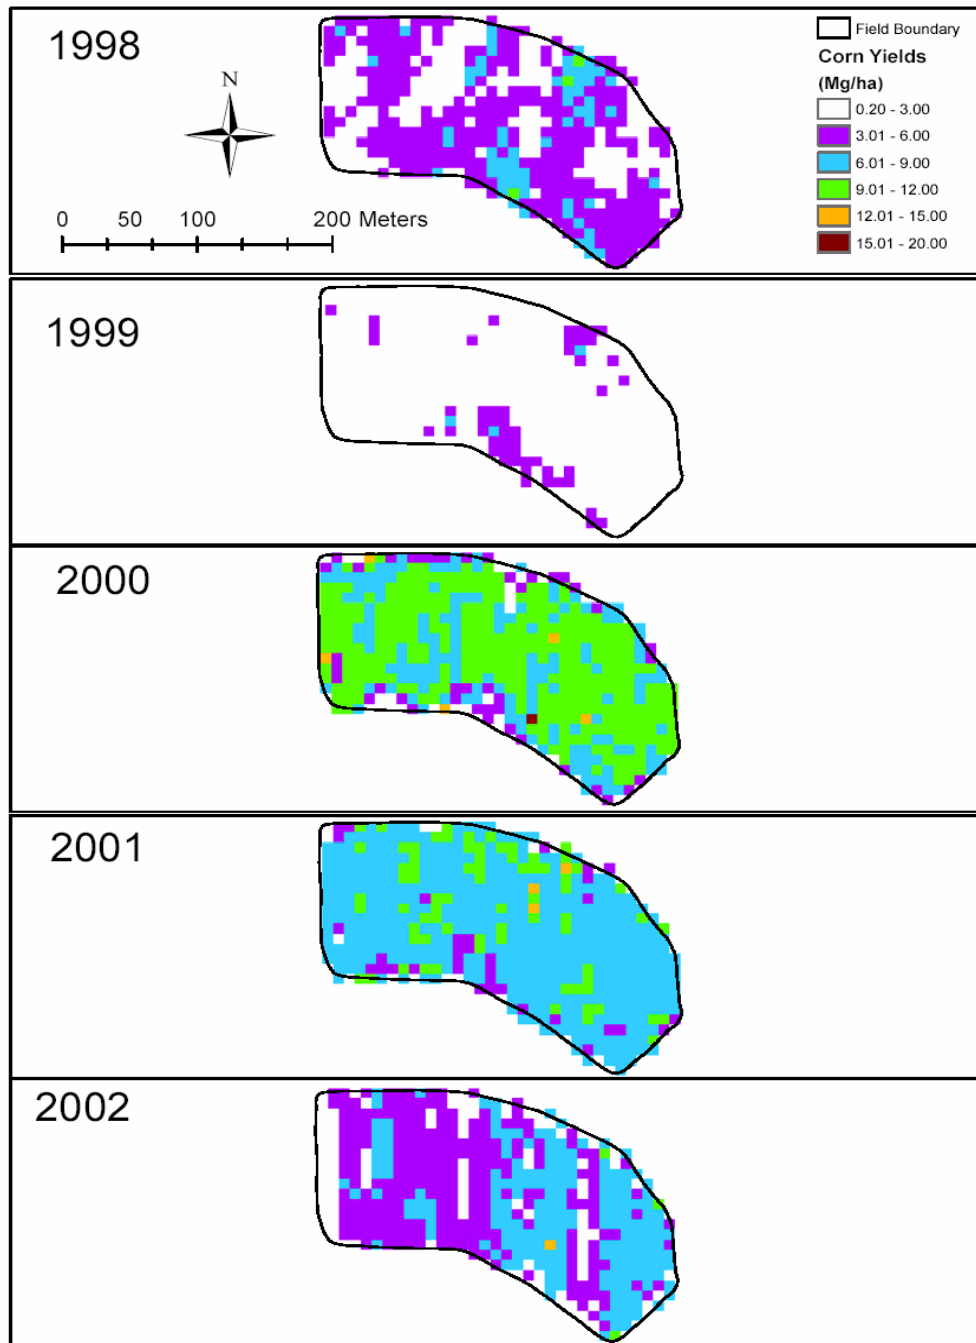 1998
N
0 50 100 200 Meters
Field Boundary
Corn Yields
(Mg/ha)
0.20 - 3.00
3.01 - 6.00
6.01 - 9.00
9.01 - 12.00
12.01 - 15.00
15.01 - 20.00
1999
2000
2001
2002